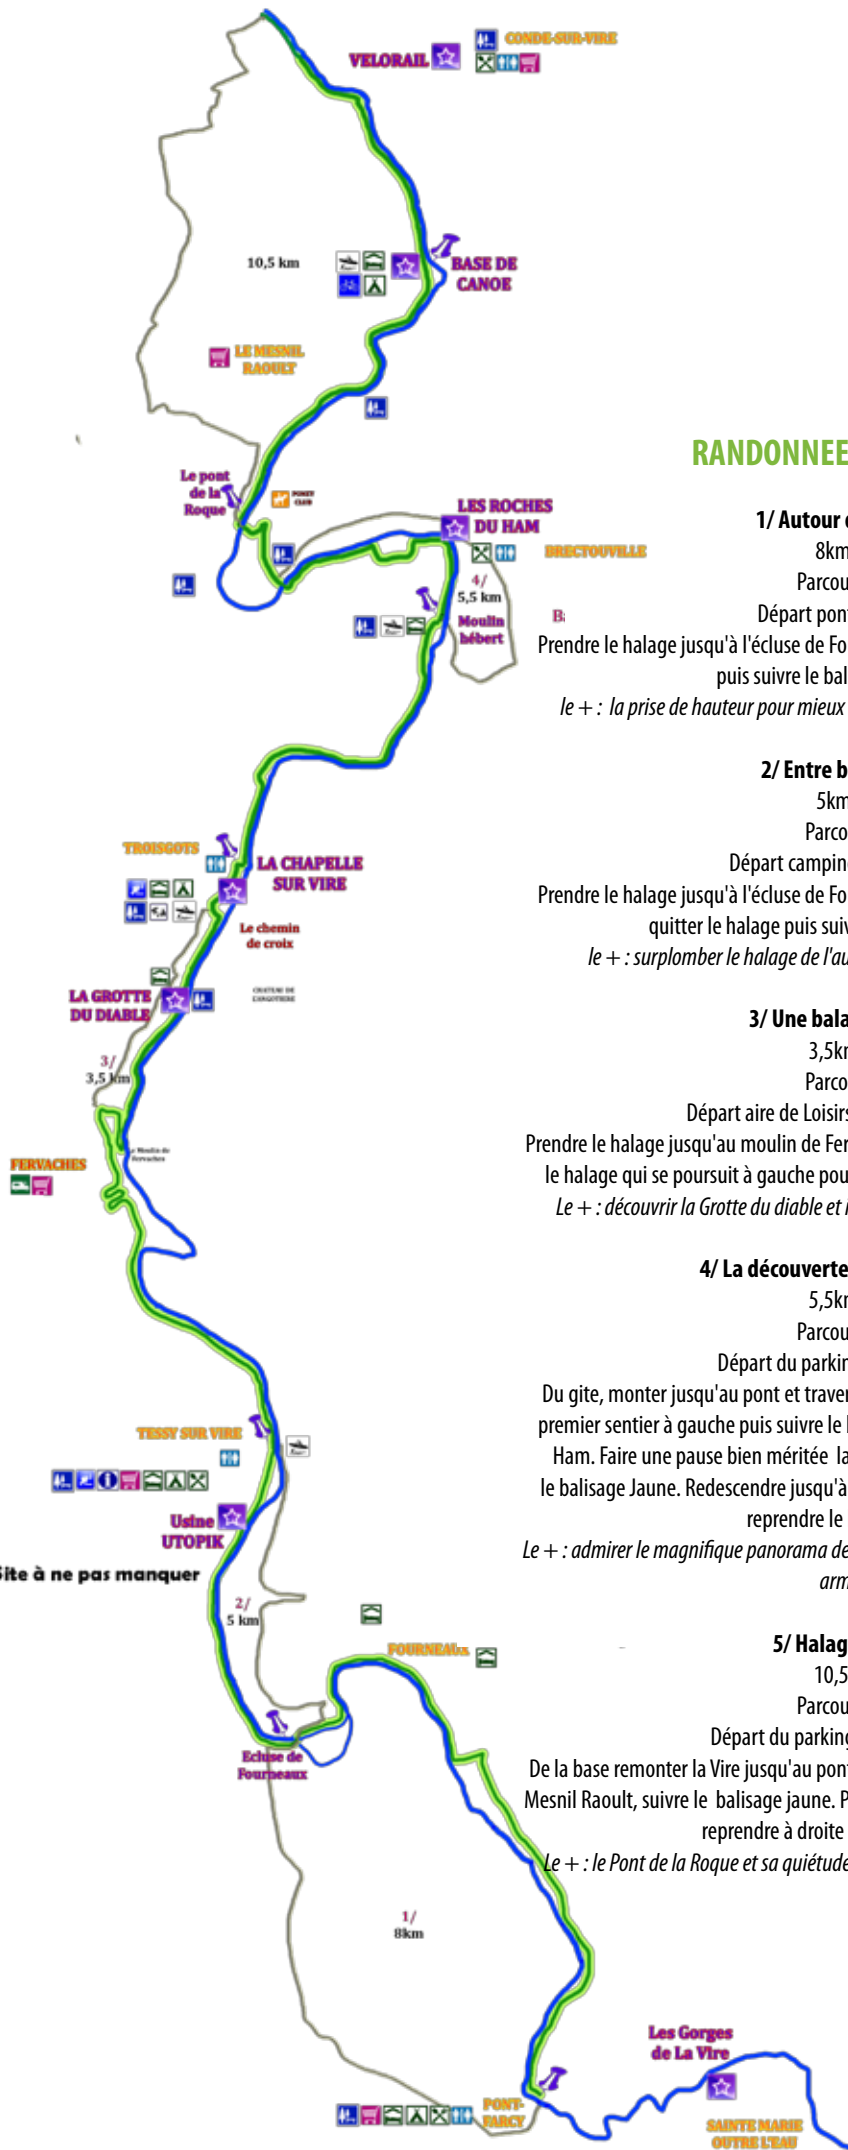 CONDE-SUR-VIRE
VELORAIL
10,5 km
BASE DE
CANOE
LE MESNIL
RAOULT
Le pont
de la
Roque
PONEY
CLUB
LES ROCHES
DU HAM
BRECTOUVILLE
4/
5,5 km
Moulin
hébert
TROISGOTS
LA CHAPELLE
SUR VIRE
Le chemin
de croix
LA GROTTE
DU DIABLE
CHATEAU DE
L'ANGOTIERE
3/
3,5 km
Le Moulin de
Fervaches
FERVACHES
TESSY SUR VIRE
Usine
UTOPIK
Site à ne pas manquer
2/
5 km
FOURNEAUX
Ecluse de
Fourneaux
1/
8km
Les Gorges
de La Vire
PONT-
FARCY
SAINTE MARIE
OUTRE L'EAU
RANDONNEE
1/ Autour
8km
Parcou
Départ pont
Prendre le halage jusqu'à l'écluse de Fo
puis suivre le bal
le + : la prise de hauteur pour mieux
2/ Entre b
5km
Parco
Départ camping
Prendre le halage jusqu'à l'écluse de Fo
quitter le halage puis suiv
le + : surplomber le halage de l'au
3/ Une bala
3,5k
Parco
Départ aire de Loisirs
Prendre le halage jusqu'au moulin de Fer
le halage qui se poursuit à gauche pou
Le + : découvrir la Grotte du diable et
4/ La découverte
5,5k
Parcou
Départ du parkin
Du gite, monter jusqu'au pont et traver
premier sentier à gauche puis suivre le
Ham. Faire une pause bien méritée la
le balisage Jaune. Redescendre jusqu'à
reprendre le
Le + : admirer le magnifique panorama de
arm
5/ Halag
10,5
Parcou
Départ du parking
De la base remonter la Vire jusqu'au pont
Mesnil Raoult, suivre le balisage jaune. P
reprendre à droite
Le + : le Pont de la Roque et sa quiétude